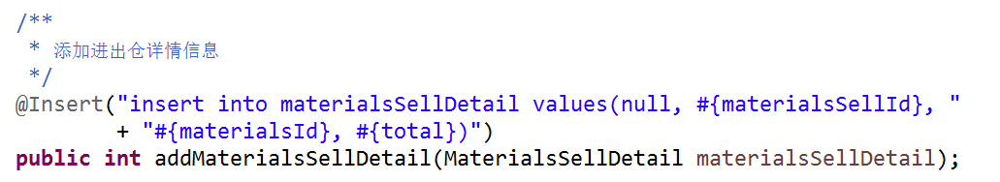 /**
 * 添加进出仓详情信息
 */
@Insert("insert into materialsSellDetail values(null, #{materialsSellId}, "
        + "#{materialsId}, #{total})")
public int addMaterialsSellDetail(MaterialsSellDetail materialsSellDetail);